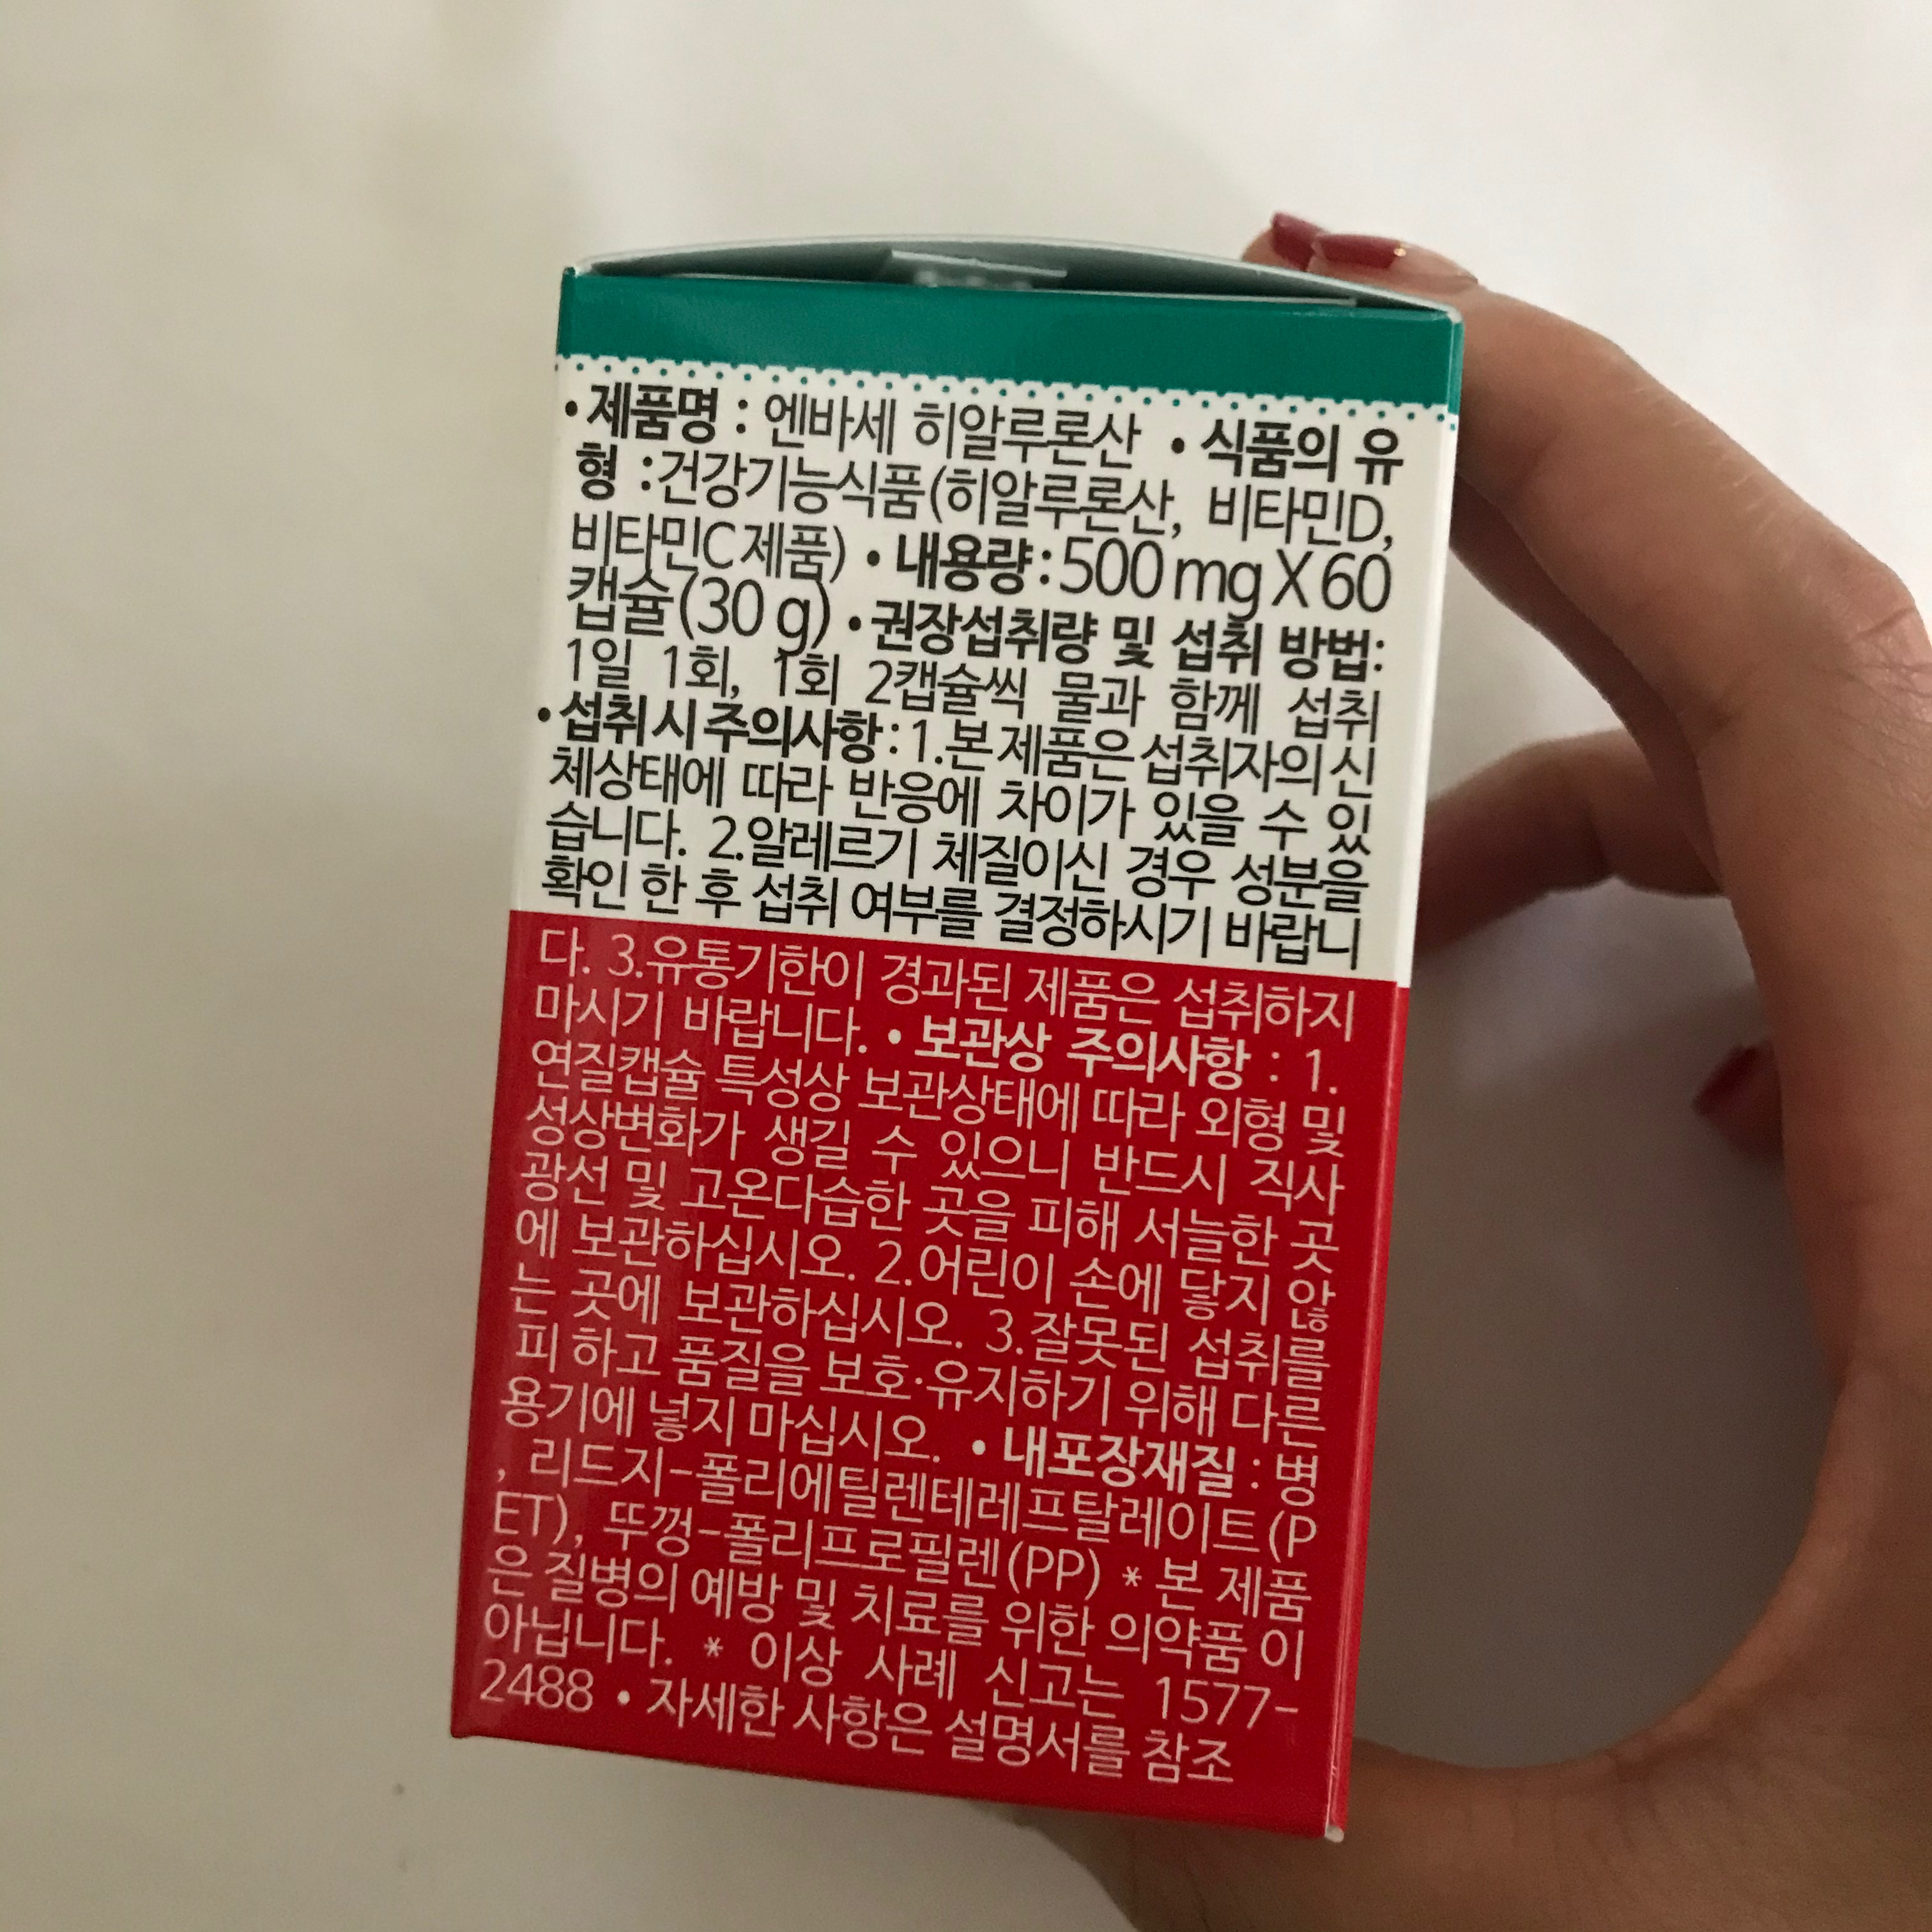 •제품명 : 엔바세 히알루론산 •식품의 유
형 :건강기능식품(히알루론산, 비타민D,
비타민C제품) •내용량:500mg X 60
캡슐(30 g) •권장섭취량 및 섭취 방법:
1일 1회, 1회 2캡슐씩 물과 함께 섭취
•섭취 시 주의사항:1.본 제품은 섭취자의 신
체상태에 따라 반응에 차이가 있을 수 있
습니다. 2.알레르기 체질이신 경우 성분을
확인 한 후 섭취 여부를 결정하시기 바랍니
다. 3.유통기한이 경과된 제품은 섭취하지
마시기 바랍니다. •보관상 주의사항 : 1.
연질캡슐 특성상 보관상태에 따라 외형 및
성상변화가 생길 수 있으니 반드시 직사
광선 및 고온다습한 곳을 피해 서늘한 곳
에 보관하십시오. 2.어린이 손에 닿지 않
는 곳에 보관하십시오. 3.잘못된 섭취를
피 하고 품질을 보호·유지하기 위해 다른
용기에 넣지 마십시오. •내포장재질 : 병
, 리드지-폴리에틸렌테레프탈레이트(P
ET), 뚜껑-폴리프로필렌(PP) * 본 제품
은 질병의 예방 및 치료를 위한 의약품 이
아닙니다. * 이상 사례 신고는 1577-
2488 •자세한 사항은 설명서를 참조